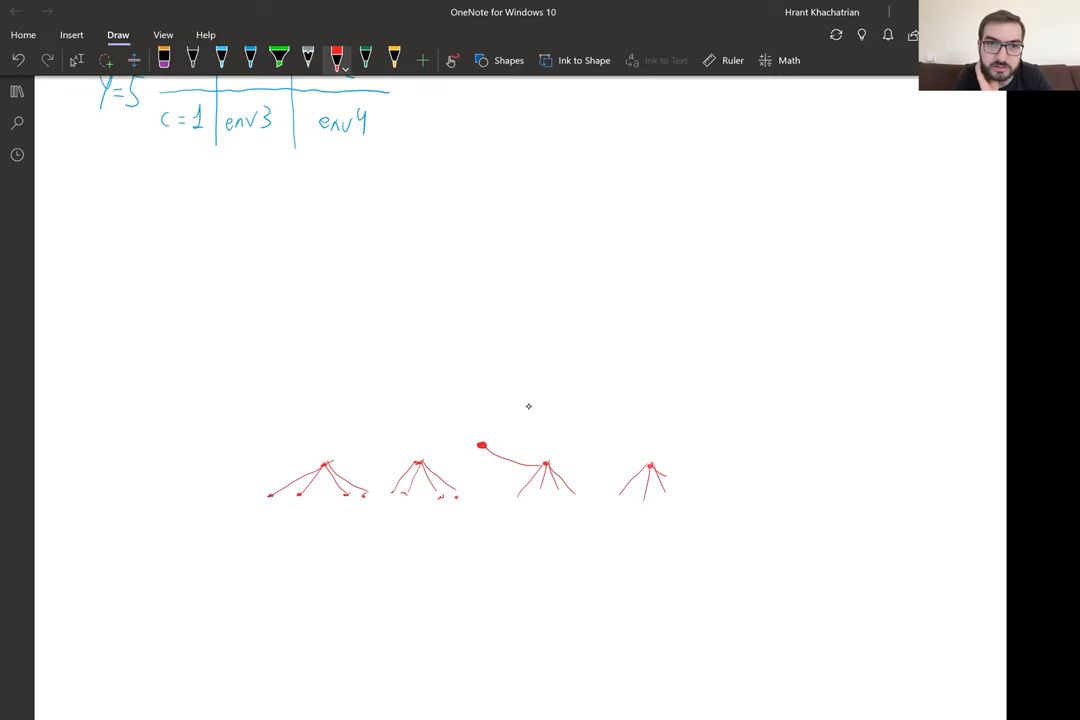 OneNote for Windows 10
Hrant Khachatrian
Home Insert Draw View Help
Shapes Ink to Shape Ink to Text Ruler Math
Y=5
c=1 env3 env4